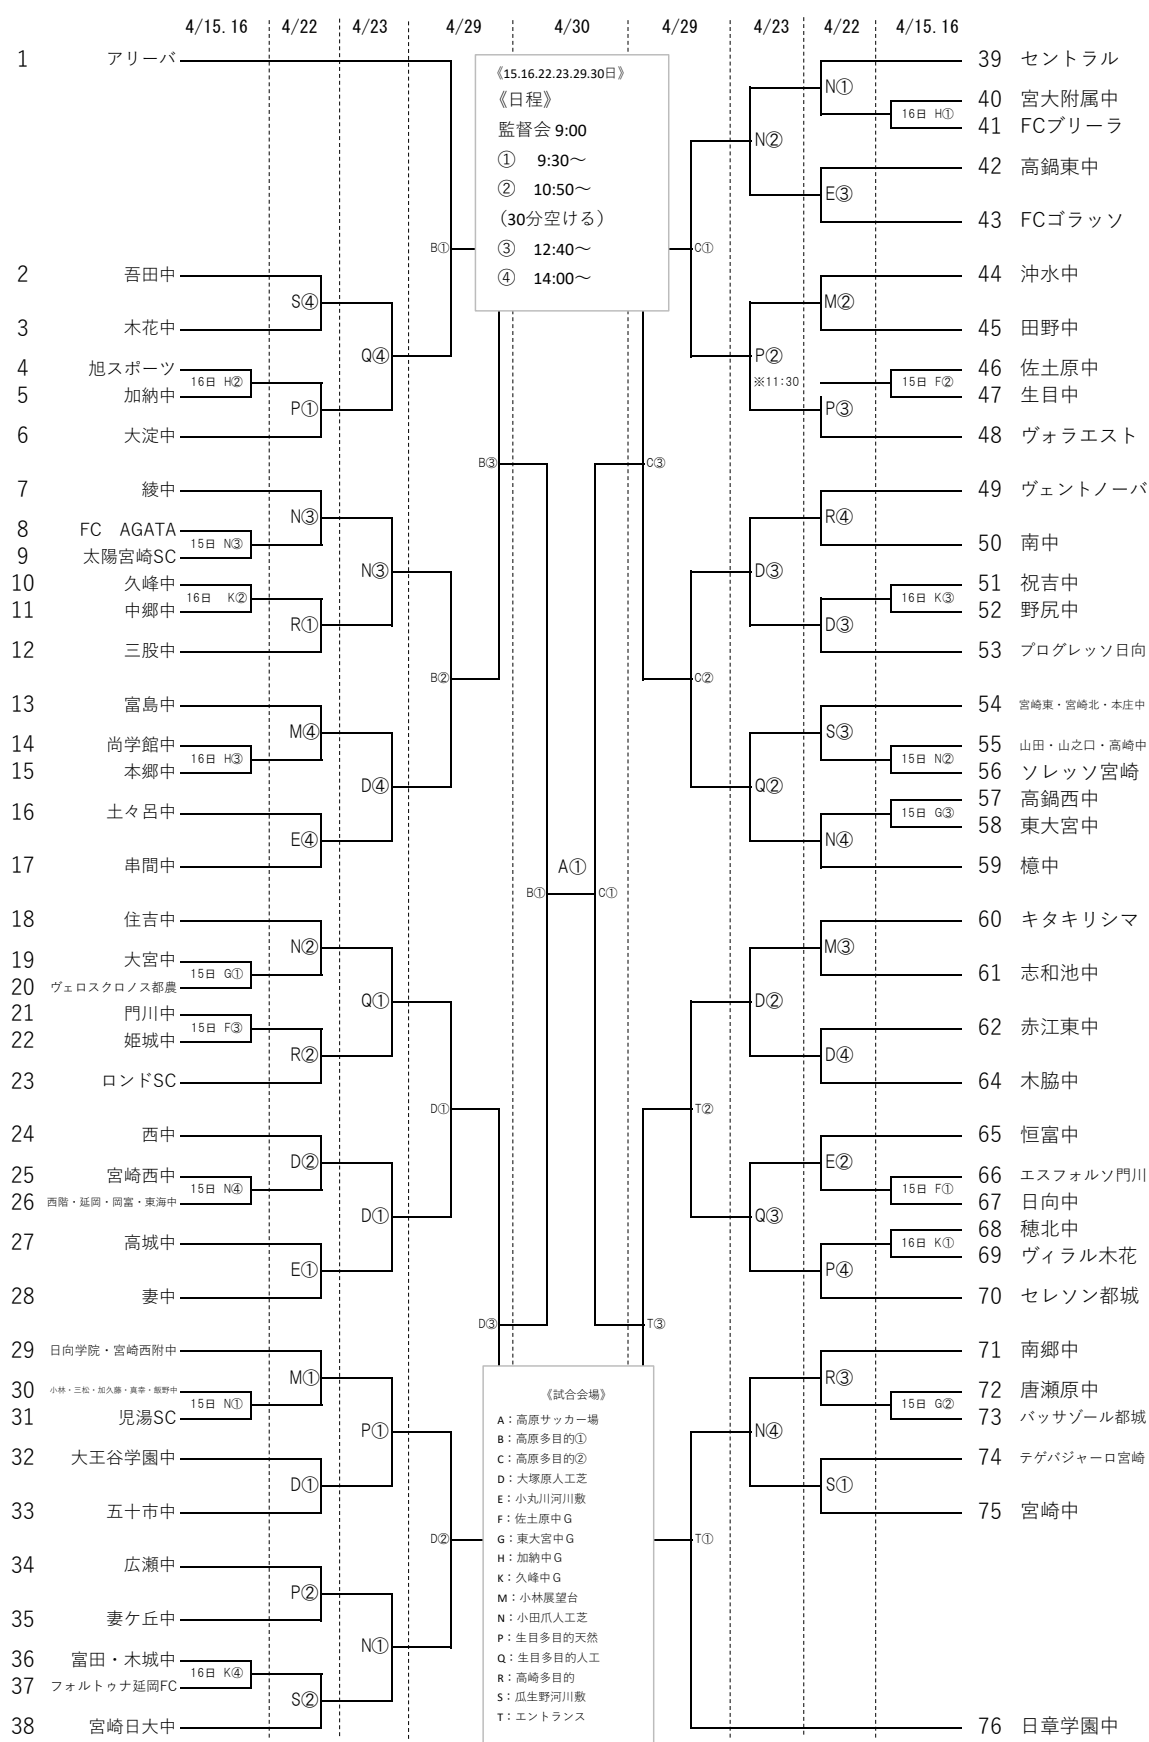 4/15.16 4/22 4/23 4/29 4/30 4/29 4/23 4/22 4/15.16
1 アリーバ
2 吾田中
S④
3 木花中
Q④
4 旭スポーツ
16日 H②
5 加納中
P①
6 大淀中
B①
7 綾中
N③
8 FC AGATA
15日 N③
9 太陽宮崎SC
N③
10 久峰中
16日 K②
11 中郷中
R①
12 三股中
B②
13 富島中
M④
14 尚学館中
16日 H③
15 本郷中
D④
16 土々呂中
E④
17 串間中
B③
18 住吉中
N②
19 大宮中
15日 G①
20 ヴェロスクロノス都農
Q①
21 門川中
15日 F③
22 姫城中
R②
23 ロンドSC
D①
24 西中
D②
25 宮崎西中
15日 N④
26 西階・延岡・岡富・東海中
D①
27 高城中
E①
28 妻中
D③
29 日向学院・宮崎西附中
M①
30 小林・三松・加久藤・真幸・飯野中
15日 N①
31 児湯SC
P①
32 大王谷学園中
D①
33 五十市中
D②
34 広瀬中
P②
35 妻ケ丘中
N①
36 富田・木城中
16日 K④
37 フォルトゥナ延岡FC
S②
38 宮崎日大中
《15.16.22.23.29.30日》
《日程》
監督会 9:00
① 9:30～
② 10:50～
(30分空ける)
③ 12:40～
④ 14:00～
A①
B① C①
《試合会場》
A：高原サッカー場
B：高原多目的①
C：高原多目的②
D：大塚原人工芝
E：小丸川河川敷
F：佐土原中G
G：東大宮中G
H：加納中G
K：久峰中G
M：小林展望台
N：小田爪人工芝
P：生目多目的天然
Q：生目多目的人工
R：高崎多目的
S：瓜生野河川敷
T：エントランス
39 セントラル
N①
40 宮大附属中
16日 H①
41 FCブリーラ
N②
42 高鍋東中
E③
43 FCゴラッソ
C①
44 沖水中
M②
45 田野中
P②
※11:30
46 佐土原中
15日 F②
47 生目中
P③
48 ヴォラエスト
C③
49 ヴェントノーバ
R④
50 南中
D③
51 祝吉中
16日 K③
52 野尻中
D③
53 プログレッソ日向
C②
54 宮崎東・宮崎北・本庄中
S③
55 山田・山之口・高崎中
15日 N②
56 ソレッソ宮崎
Q②
57 高鍋西中
15日 G③
58 東大宮中
N④
59 檍中
60 キタキリシマ
M③
61 志和池中
D②
62 赤江東中
D④
64 木脇中
T②
65 恒富中
E②
66 エスフォルソ門川
15日 F①
67 日向中
Q③
68 穂北中
16日 K①
69 ヴィラル木花
P④
70 セレソン都城
T③
71 南郷中
R③
72 唐瀬原中
15日 G②
73 バッサゾール都城
N④
74 テゲバジャーロ宮崎
S①
75 宮崎中
T①
76 日章学園中